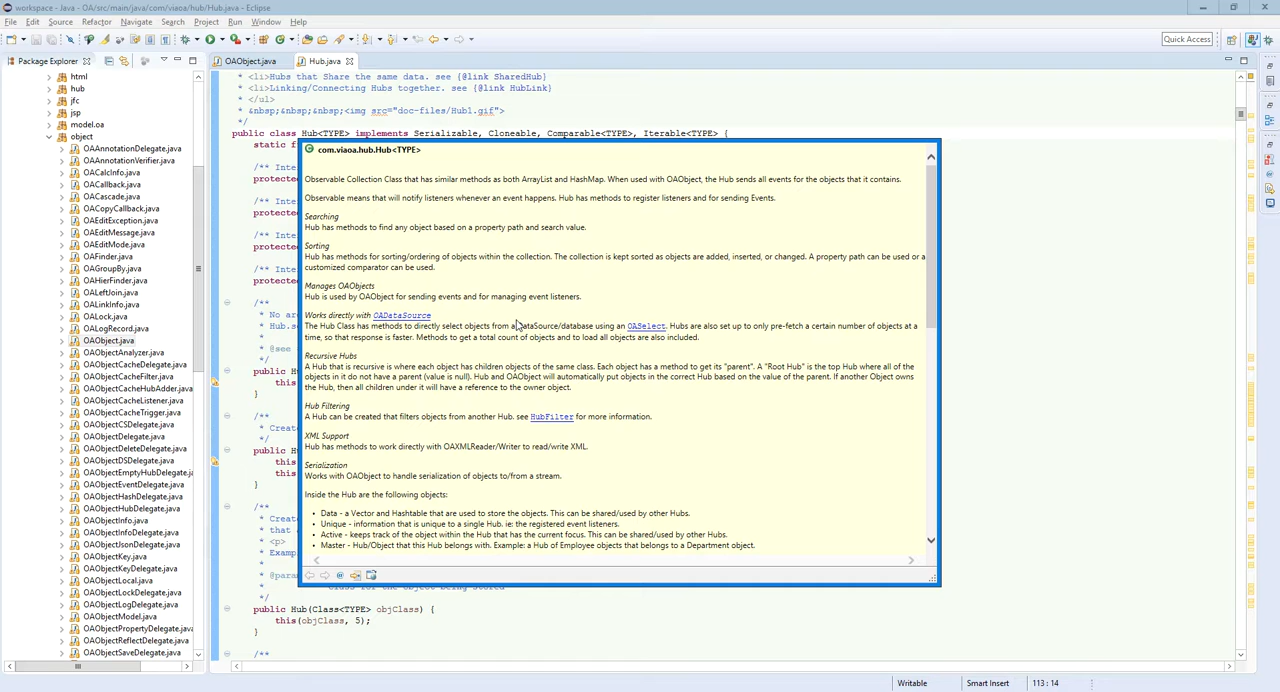 workspace - Java - OA/src/main/java/com/viaoa/hub/Hub.java - Eclipse
File Edit Source Refactor Navigate Search Project Run Window Help
Quick Access
Package Explorer
OAObject.java
Hub.java
html
hub
jfc
jsp
model.oa
object
OAAnnotationDelegate.java
OAAnnotationVerifier.java
OACalcInfo.java
OACallback.java
OACascade.java
OACopyCallback.java
OAEditException.java
OAEditMessage.java
OAEditMode.java
OAFinder.java
OAGroupBy.java
OAHierFinder.java
OALeftJoin.java
OALinkInfo.java
OALock.java
OALogRecord.java
OAObject.java
OAObjectAnalyzer.java
OAObjectCacheDelegate.java
OAObjectCacheFilter.java
OAObjectCacheHubAdder.java
OAObjectCacheListener.java
OAObjectCacheTrigger.java
OAObjectCSDelegate.java
OAObjectDelegate.java
OAObjectDeleteDelegate.java
OAObjectDSDelegate.java
OAObjectEmptyHubDelegate.java
OAObjectEventDelegate.java
OAObjectHashDelegate.java
OAObjectHubDelegate.java
OAObjectInfo.java
OAObjectInfoDelegate.java
OAObjectJsonDelegate.java
OAObjectKey.java
OAObjectKeyDelegate.java
OAObjectLocal.java
OAObjectLockDelegate.java
OAObjectLogDelegate.java
OAObjectModel.java
OAObjectPropertyDelegate.java
OAObjectReflectDelegate.java
OAObjectSaveDelegate.java
* <li>Hubs that Share the same data. see {@link SharedHub}
* <li>Linking/Connecting Hubs together. see {@link HubLink}
* </ul>
* &nbsp;&nbsp;&nbsp;<img src="doc-files/Hub1.gif">
*/
public class Hub<TYPE> implements Serializable, Cloneable, Comparable<TYPE>, Iterable<TYPE> {
static f
/** Inte
protecte
/** Inte
protecte
/** Inte
protecte
/** Inte
protecte
/**
* No ar
* Hub.s
*
* @see
*/
public H
this
}
/**
* Creat
*/
public H
this
this
}
/**
* Creat
* that
* <p>
* Examp
*
* @para
public Hub(Class<TYPE> objClass) {
this(objClass, 5);
}
/**
com.viaoa.hub.Hub<TYPE>
Observable Collection Class that has similar methods as both ArrayList and HashMap. When used with OAObject, the Hub sends all events for the objects that it contains.
Observable means that will notify listeners whenever an event happens. Hub has methods to register listeners and for sending Events.
Searching
Hub has methods to find any object based on a property path and search value.
Sorting
Hub has methods for sorting/ordering of objects within the collection. The collection is kept sorted as objects are added, inserted, or changed. A property path can be used or a
customized comparator can be used.
Manages OAObjects
Hub is used by OAObject for sending events and for managing event listeners.
Works directly with OADataSource
The Hub Class has methods to directly select objects from a DataSource/database using an OASelect. Hubs are also set up to only pre-fetch a certain number of objects at a
time, so that response is faster. Methods to get a total count of objects and to load all objects are also included.
Recursive Hubs
A Hub that is recursive is where each object has children objects of the same class. Each object has a method to get its "parent". A "Root Hub" is the top Hub where all of the
objects in it do not have a parent (value is null). Hub and OAObject will automatically put objects in the correct Hub based on the value of the parent. If another Object owns
the Hub, then all children under it will have a reference to the owner object.
Hub Filtering
A Hub can be created that filters objects from another Hub. see HubFilter for more information.
XML Support
Hub has methods to work directly with OAXMLReader/Writer to read/write XML.
Serialization
Works with OAObject to handle serialization of objects to/from a stream.
Inside the Hub are the following objects:
• Data - a Vector and Hashtable that are used to store the objects. This can be shared/used by other Hubs.
• Unique - information that is unique to a single Hub. ie: the registered event listeners.
• Active - keeps track of the object within the Hub that has the current focus. This can be shared/used by other Hubs.
• Master - Hub/Object that this Hub belongs with. Example: a Hub of Employee objects that belongs to a Department object.
Writable
Smart Insert
113 : 14